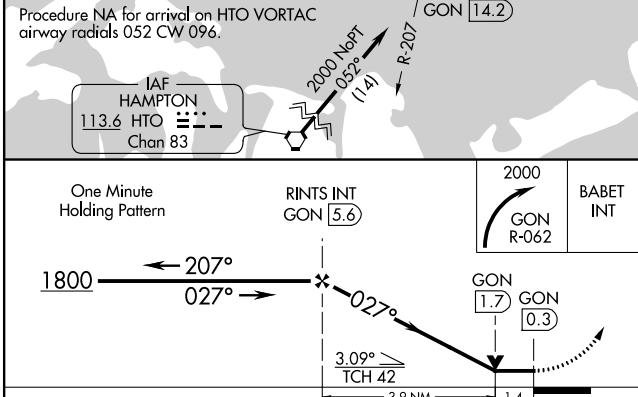 Procedure NA for arrival on HTO VORTAC
airway radials 052 CW 096.
GON 14.2
R-207
2000 NoPT
052°
(14)
IAF
HAMPTON
113.6 HTO
Chan 83
One Minute
Holding Pattern
RINTS INT
GON 5.6
2000
GON
R-062
BABET
INT
1800
207°
027°
027°
GON
1.7
GON
0.3
3.09°
TCH 42
3.9 NM
1.4